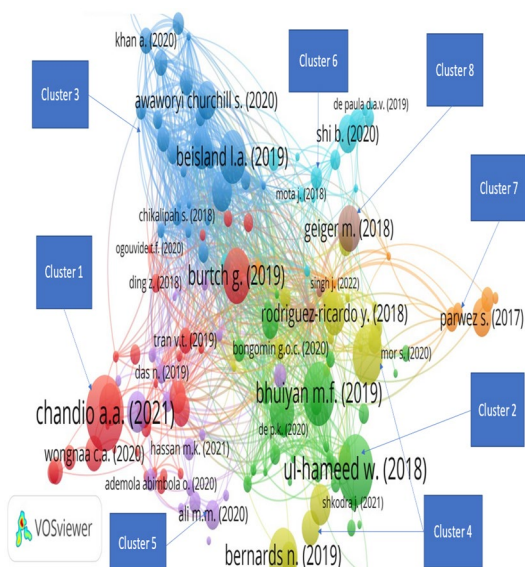 khan a. (2020)
Cluster 6
Cluster 8
Cluster 3
awaworyi churchill s. (2020)
de paula d.a.v. (2019)
shi b. (2020)
beisland l.a. (2019)
mota j. (2018)
Cluster 7
chikalipah s. (2018)
geiger m. (2018)
ogouvide f.t. (2020)
Cluster 1
ding z. (2018)
burtch g. (2019)
singh j. (2022)
rodriguez-ricardo y. (2018)
parwez s. (2017)
tran v.t. (2019)
bongomin g.o.c. (2020)
mor s. (2020)
das n. (2019)
bhuiyan m.f. (2019)
Cluster 2
chandio a.a. (2021)
de p.k. (2020)
wongnaa c.a. (2020)
hassan m.k. (2021)
ul-hameed w. (2018)
ademola abimbola o. (2020)
shkodra j. (2021)
ali m.m. (2020)
VOSviewer
Cluster 5
Cluster 4
bernards n. (2019)